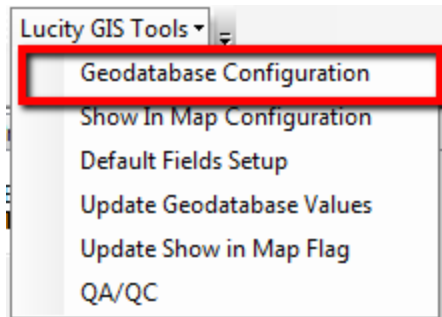 Lucity GIS Tools
Geodatabase Configuration
Show In Map Configuration
Default Fields Setup
Update Geodatabase Values
Update Show in Map Flag
QA/QC